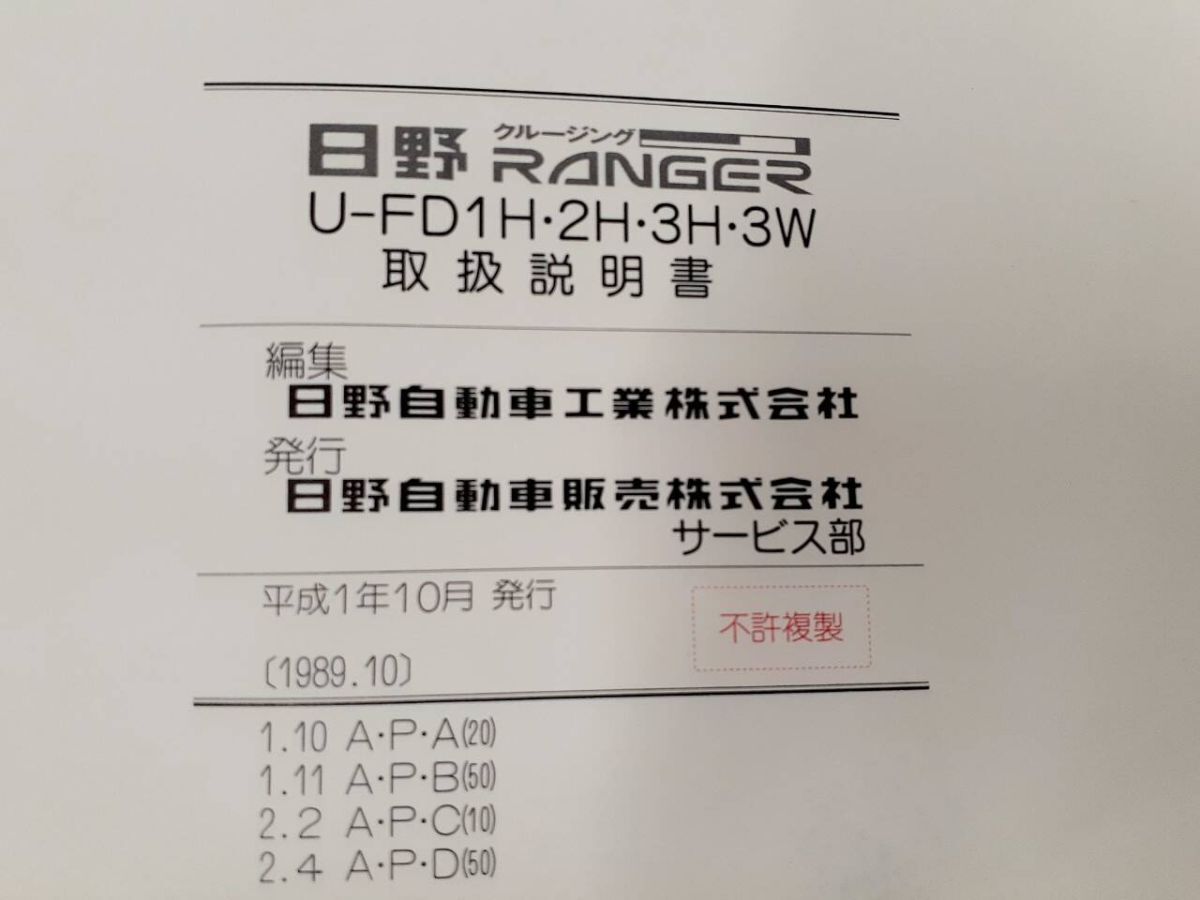 日野 クルージング RANGER
U-FD1H・2H・3H・3W
取扱説明書
編集
日野自動車工業株式会社
発行
日野自動車販売株式会社
サービス部
平成1年10月 発行
不許複製
〔1989.10〕
1.10 A・P・A(20)
1.11 A・P・B(50)
2.2 A・P・C(10)
2.4 A・P・D(50)